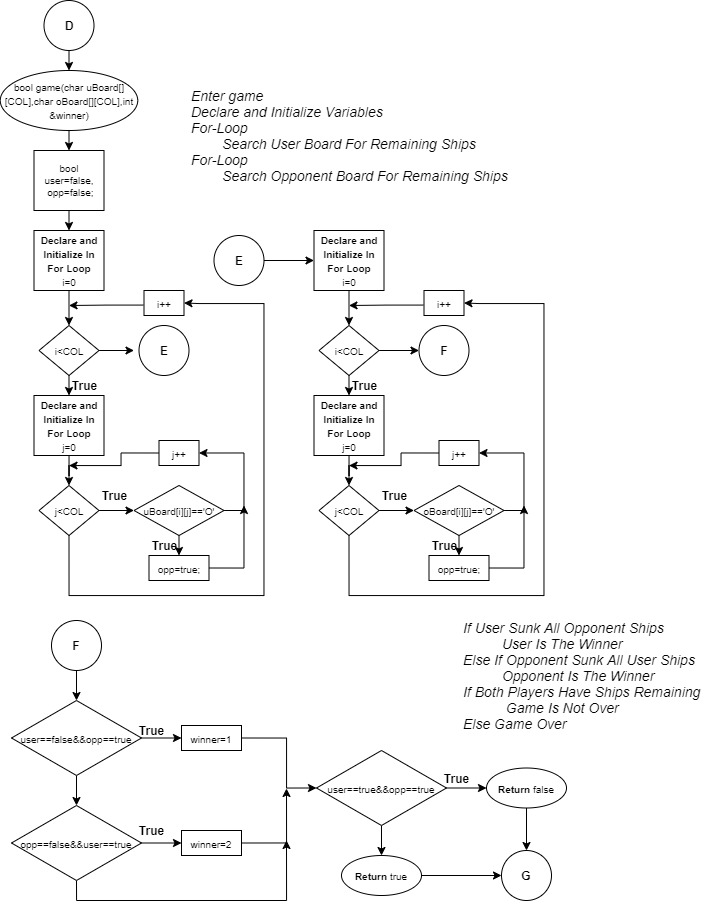 D
bool game(char uBoard[]
[COL],char oBoard[][COL],int
&winner)
Enter game
Declare and Initialize Variables
For-Loop
Search User Board For Remaining Ships
For-Loop
Search Opponent Board For Remaining Ships
bool
user=false,
opp=false;
Declare and
Initialize In
For Loop
i=0
i++
i<COL
E
True
Declare and
Initialize In
For Loop
j=0
j++
j<COL
True
uBoard[i][j]=='O'
True
opp=true;
E
Declare and
Initialize In
For Loop
i=0
i++
i<COL
F
True
Declare and
Initialize In
For Loop
j=0
j++
j<COL
True
oBoard[i][j]=='O'
True
opp=true;
If User Sunk All Opponent Ships
User Is The Winner
Else If Opponent Sunk All User Ships
Opponent Is The Winner
If Both Players Have Ships Remaining
Game Is Not Over
Else Game Over
F
user==false&&opp==true
True
winner=1
opp==false&&user==true
True
winner=2
user==true&&opp==true
True
Return false
Return true
G